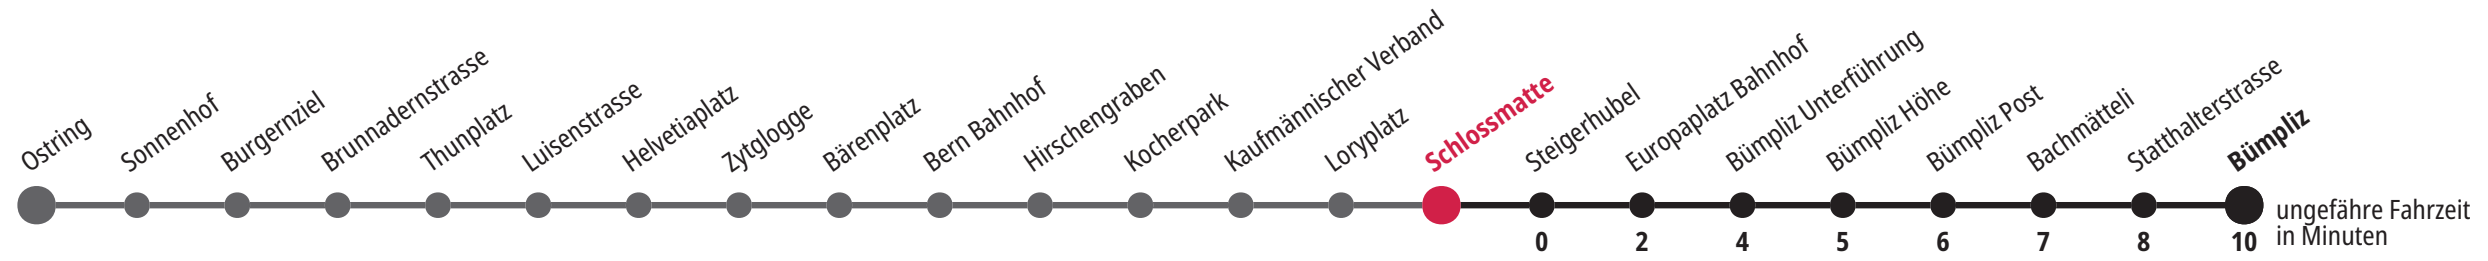 Ostring
Sonnenhof
Burgernziel
Brunnadernstrasse
Thunplatz
Luisenstrasse
Helvetiaplatz
Zytglogge
Bärenplatz
Bern Bahnhof
Hirschengraben
Kocherpark
Kaufmännischer Verband
Loryplatz
Schlossmatte
Steigerhubel
Europaplatz Bahnhof
Bümpliz Unterführung
Bümpliz Höhe
Bümpliz Post
Bachmätteli
Statthalterstrasse
Bümpliz
0 2 4 5 6 7 8 10
ungefähre Fahrzeit
in Minuten